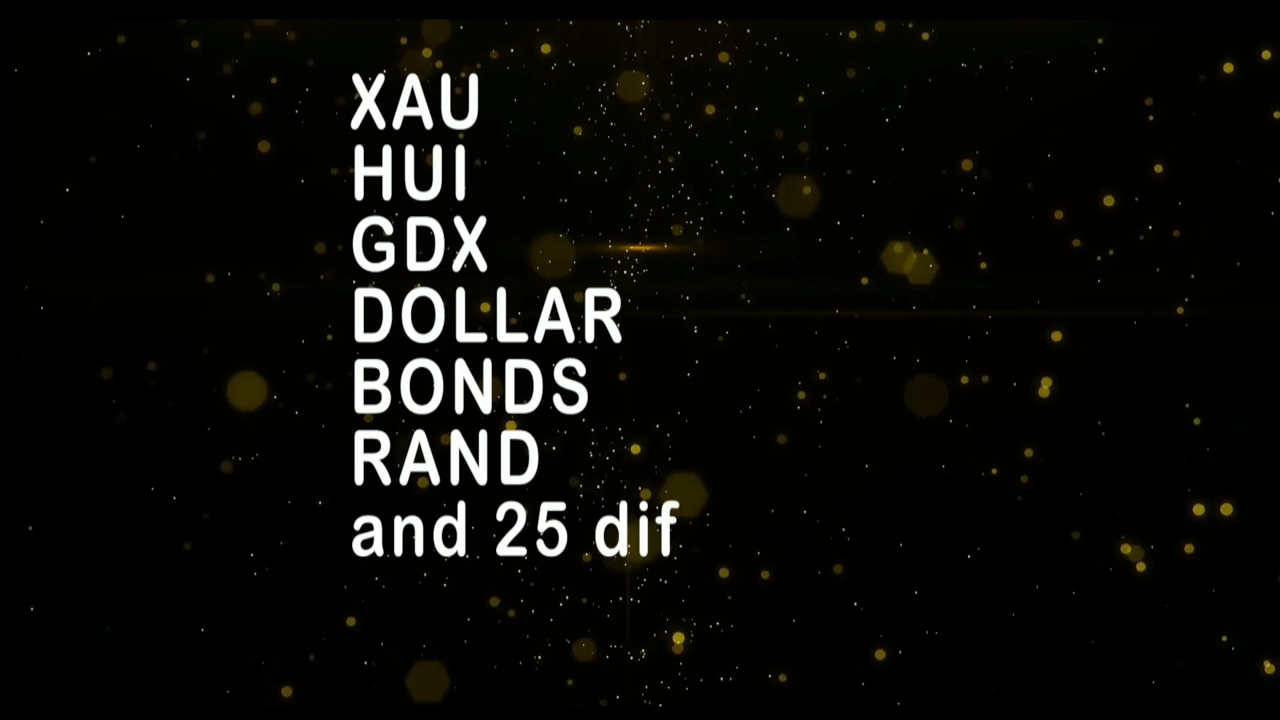 XAU
HUI
GDX
DOLLAR
BONDS
RAND
and 25 dif